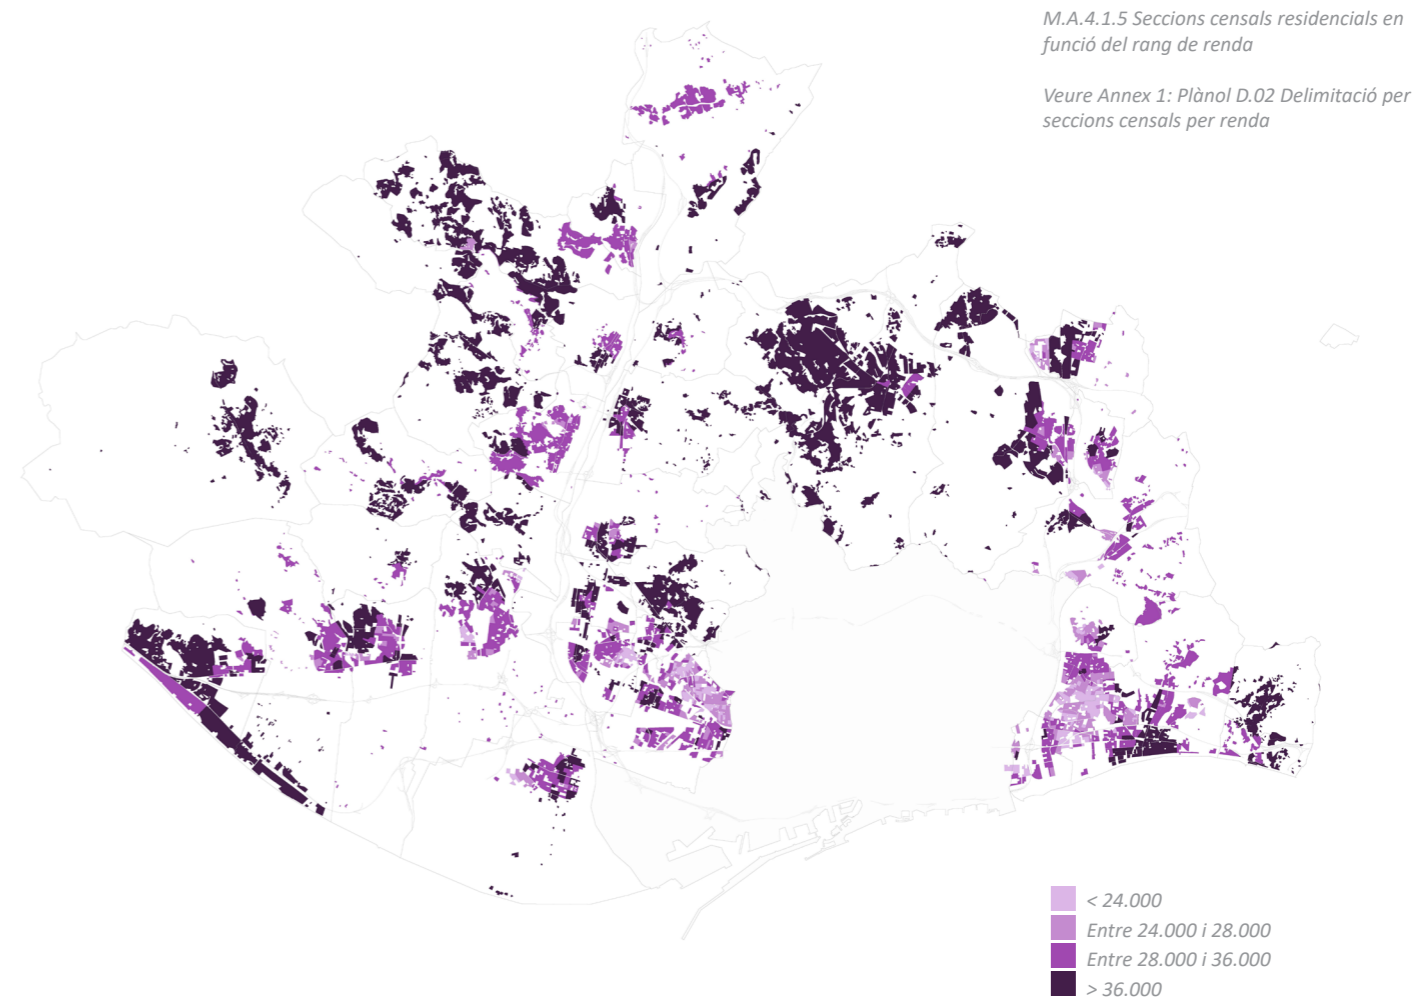 M.A.4.1.5 Seccions censals residencials en
funció del rang de renda
Veure Annex 1: Plànol D.02 Delimitació per
seccions censals per renda
< 24.000
Entre 24.000 i 28.000
Entre 28.000 i 36.000
> 36.000